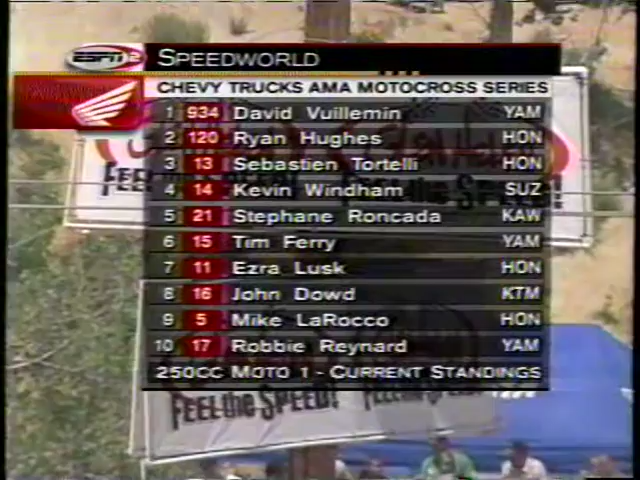 ESPN2 SPEEDWORLD
CHEVY TRUCKS AMA MOTOCROSS SERIES
1 934 David Vuillemin YAM
2 120 Ryan Hughes HON
3 13 Sebastien Tortelli HON
4 14 Kevin Windham SUZ
5 21 Stephane Roncada KAW
6 15 Tim Ferry YAM
7 11 Ezra Lusk HON
8 16 John Dowd KTM
9 5 Mike LaRocco HON
10 17 Robbie Reynard YAM
250CC MOTO 1 - CURRENT STANDINGS
FEEL the SPEED!